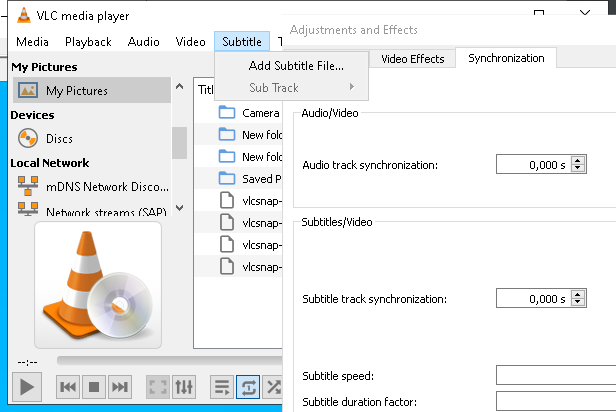 VLC media player
Adjustments and Effects
Media Playback Audio Video Subtitle
Add Subtitle File...
Sub Track
Video Effects
Synchronization
My Pictures
My Pictures
Devices
Discs
Local Network
mDNS Network Disco...
Network streams (SAP)
Camera
New fold
New fold
Saved P
vlcsnap-
vlcsnap-
vlcsnap-
vlcsnap-
Audio/Video
Audio track synchronization: 0,000 s
Subtitles/Video
Subtitle track synchronization: 0,000 s
Subtitle speed:
Subtitle duration factor:
--:--